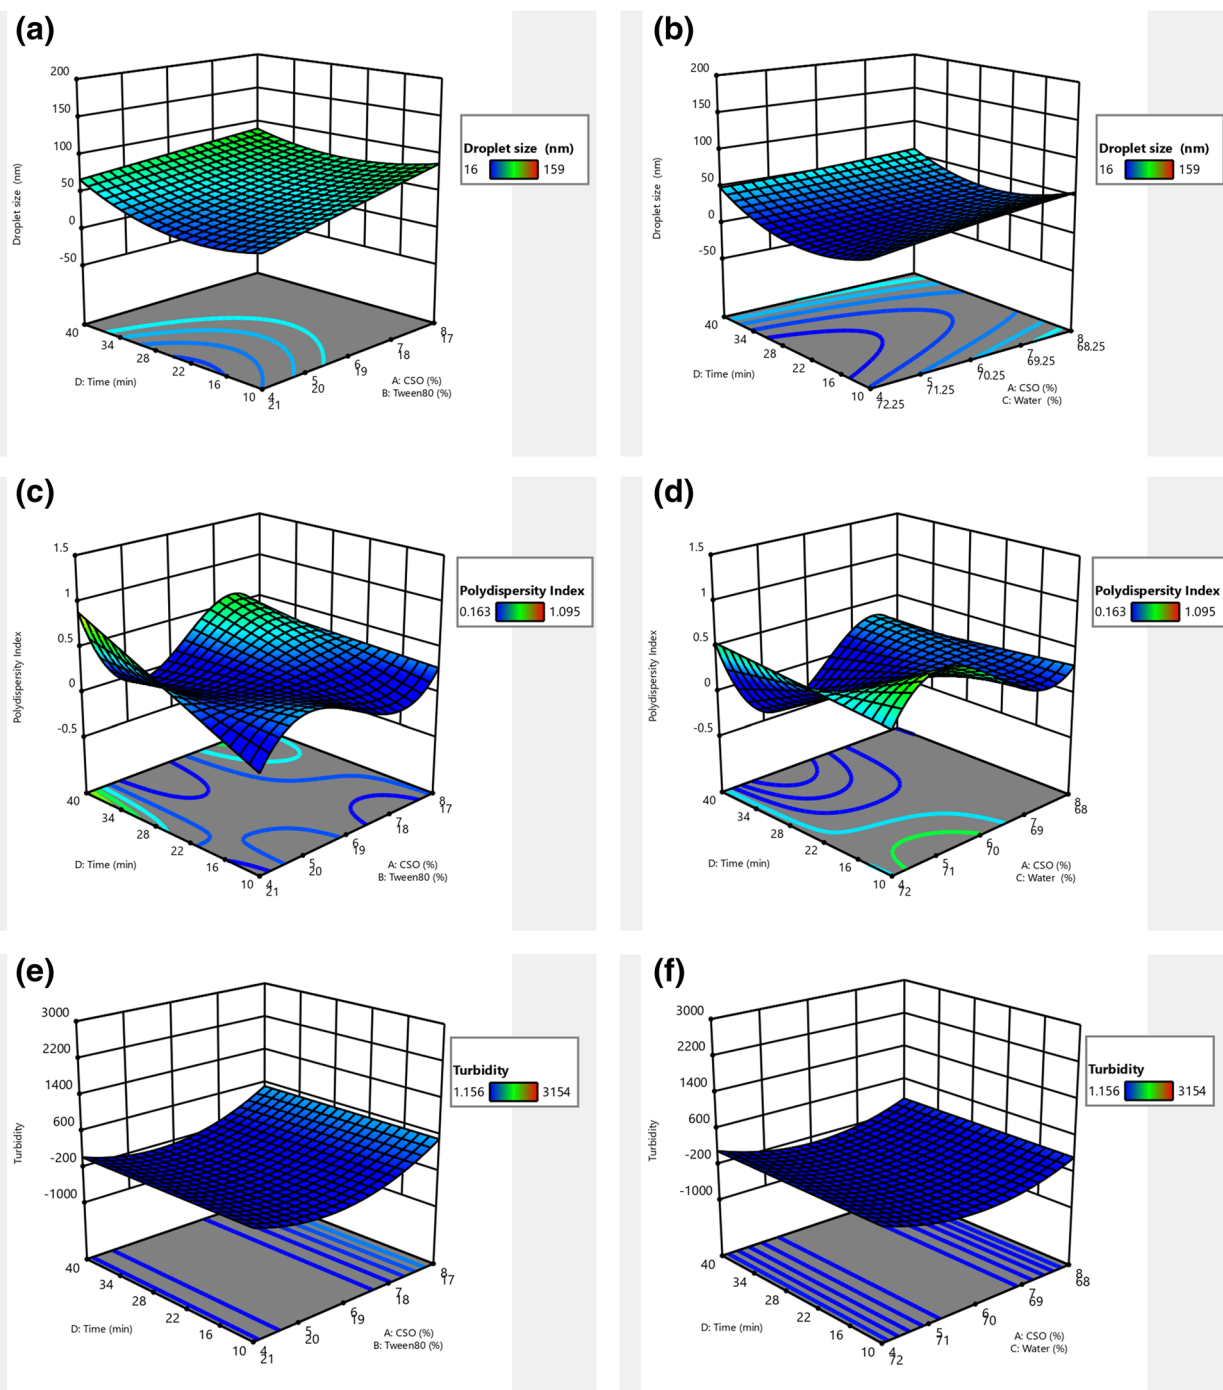 (a)
200
150
100
50
0
-50
Droplet size (nm)
40
34
28
22
16
10
D: Time (min)
4 21
5 20
6 19
7 18
8 17
A: CSO (%)
B: Tween80 (%)
Droplet size (nm)
16 159
(b)
200
150
100
50
0
-50
Droplet size (nm)
40
34
28
22
16
10
D: Time (min)
4 72.25
5 71.25
6 70.25
7 69.25
8 68.25
A: CSO (%)
C: Water (%)
Droplet size (nm)
16 159
(c)
1.5
1
0.5
0
-0.5
Polydispersity Index
40
34
28
22
16
10
D: Time (min)
4 21
5 20
6 19
7 18
8 17
A: CSO (%)
B: Tween80 (%)
Polydispersity Index
0.163 1.095
(d)
1.5
1
0.5
0
-0.5
Polydispersity Index
40
34
28
22
16
10
D: Time (min)
4 72
5 71
6 70
7 69
8 68
A: CSO (%)
C: Water (%)
Polydispersity Index
0.163 1.095
(e)
3000
2200
1400
600
-200
-1000
Turbidity
40
34
28
22
16
10
D: Time (min)
4 21
5 20
6 19
7 18
8 17
A: CSO (%)
B: Tween80 (%)
Turbidity
1.156 3154
(f)
3000
2200
1400
600
-200
-1000
Turbidity
40
34
28
22
16
10
D: Time (min)
4 72
5 71
6 70
7 69
8 68
A: CSO (%)
C: Water (%)
Turbidity
1.156 3154